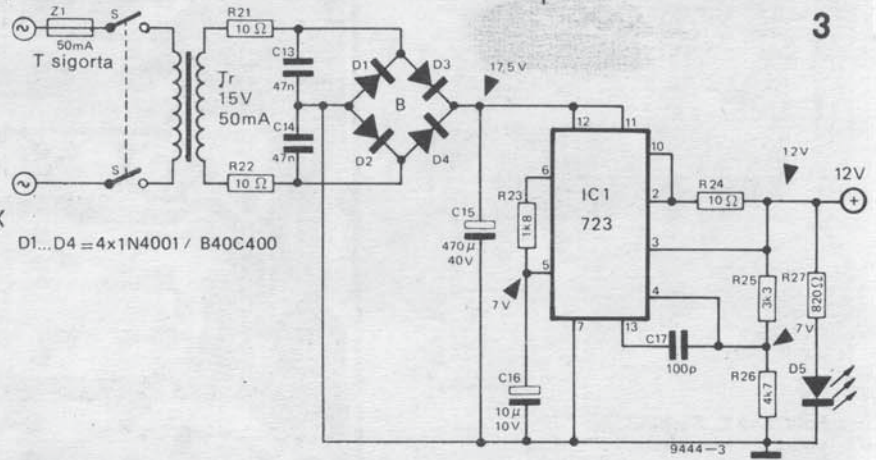 3
Z1
50mA
T sigorta
S
S
Tr
15V
50mA
R21
10 Ω
R22
10 Ω
C13
47n
C14
47n
D1
D3
B
D2
D4
D1...D4 = 4x1N4001 / B40C400
17,5V
C15
470 µ
40V
R23
1k8
7V
C16
10 µ
10V
12
11
10
6
2
3
5
4
7
13
IC1
723
C17
100p
R24
10 Ω
12V
12V
R25
3k3
7V
R26
4k7
R27
820 Ω
D5
9444-3